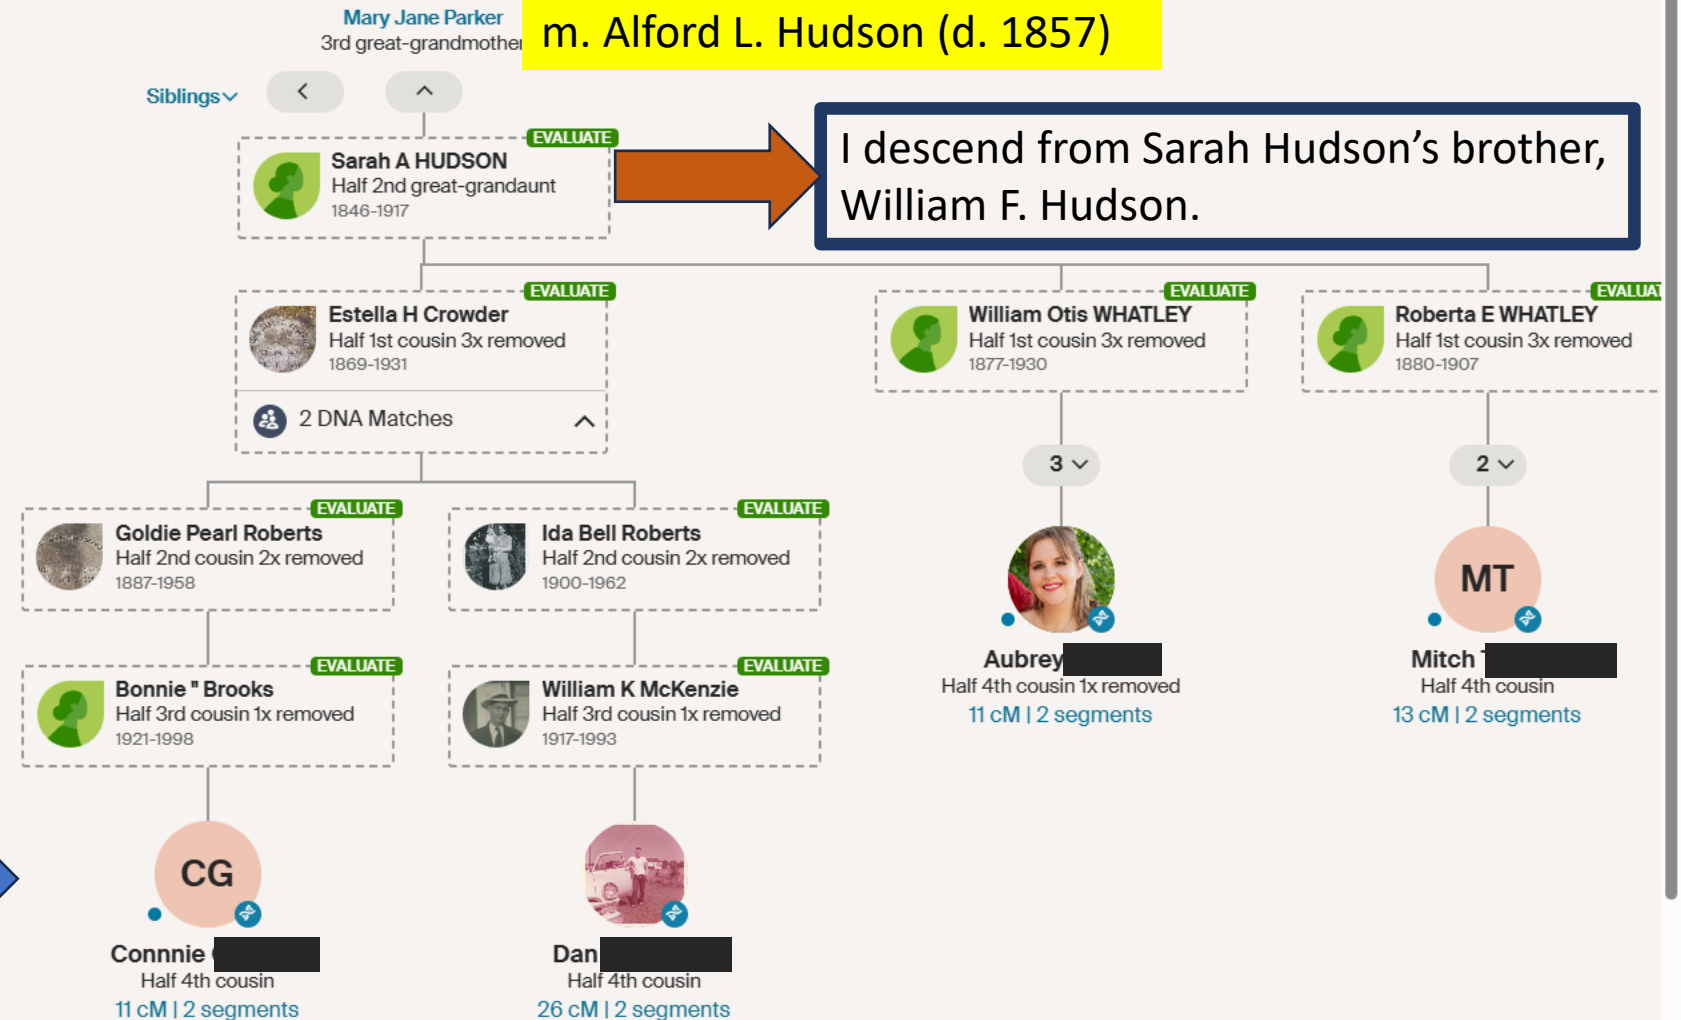 Mary Jane Parker
3rd great-grandmother
m. Alford L. Hudson (d. 1857)
Siblings
EVALUATE
Sarah A HUDSON
Half 2nd great-grandaunt
1846-1917
I descend from Sarah Hudson’s brother,
William F. Hudson.
EVALUATE
Estella H Crowder
Half 1st cousin 3x removed
1869-1931
2 DNA Matches
EVALUATE
William Otis WHATLEY
Half 1st cousin 3x removed
1877-1930
3
EVALUAT
Roberta E WHATLEY
Half 1st cousin 3x removed
1880-1907
2
EVALUATE
Goldie Pearl Roberts
Half 2nd cousin 2x removed
1887-1958
EVALUATE
Ida Bell Roberts
Half 2nd cousin 2x removed
1900-1962
MT
Aubrey
Half 4th cousin 1x removed
11 cM | 2 segments
Mitch
Half 4th cousin
13 cM | 2 segments
EVALUATE
Bonnie " Brooks
Half 3rd cousin 1x removed
1921-1998
EVALUATE
William K McKenzie
Half 3rd cousin 1x removed
1917-1993
CG
Connnie
Half 4th cousin
11 cM | 2 segments
Dan
Half 4th cousin
26 cM | 2 segments